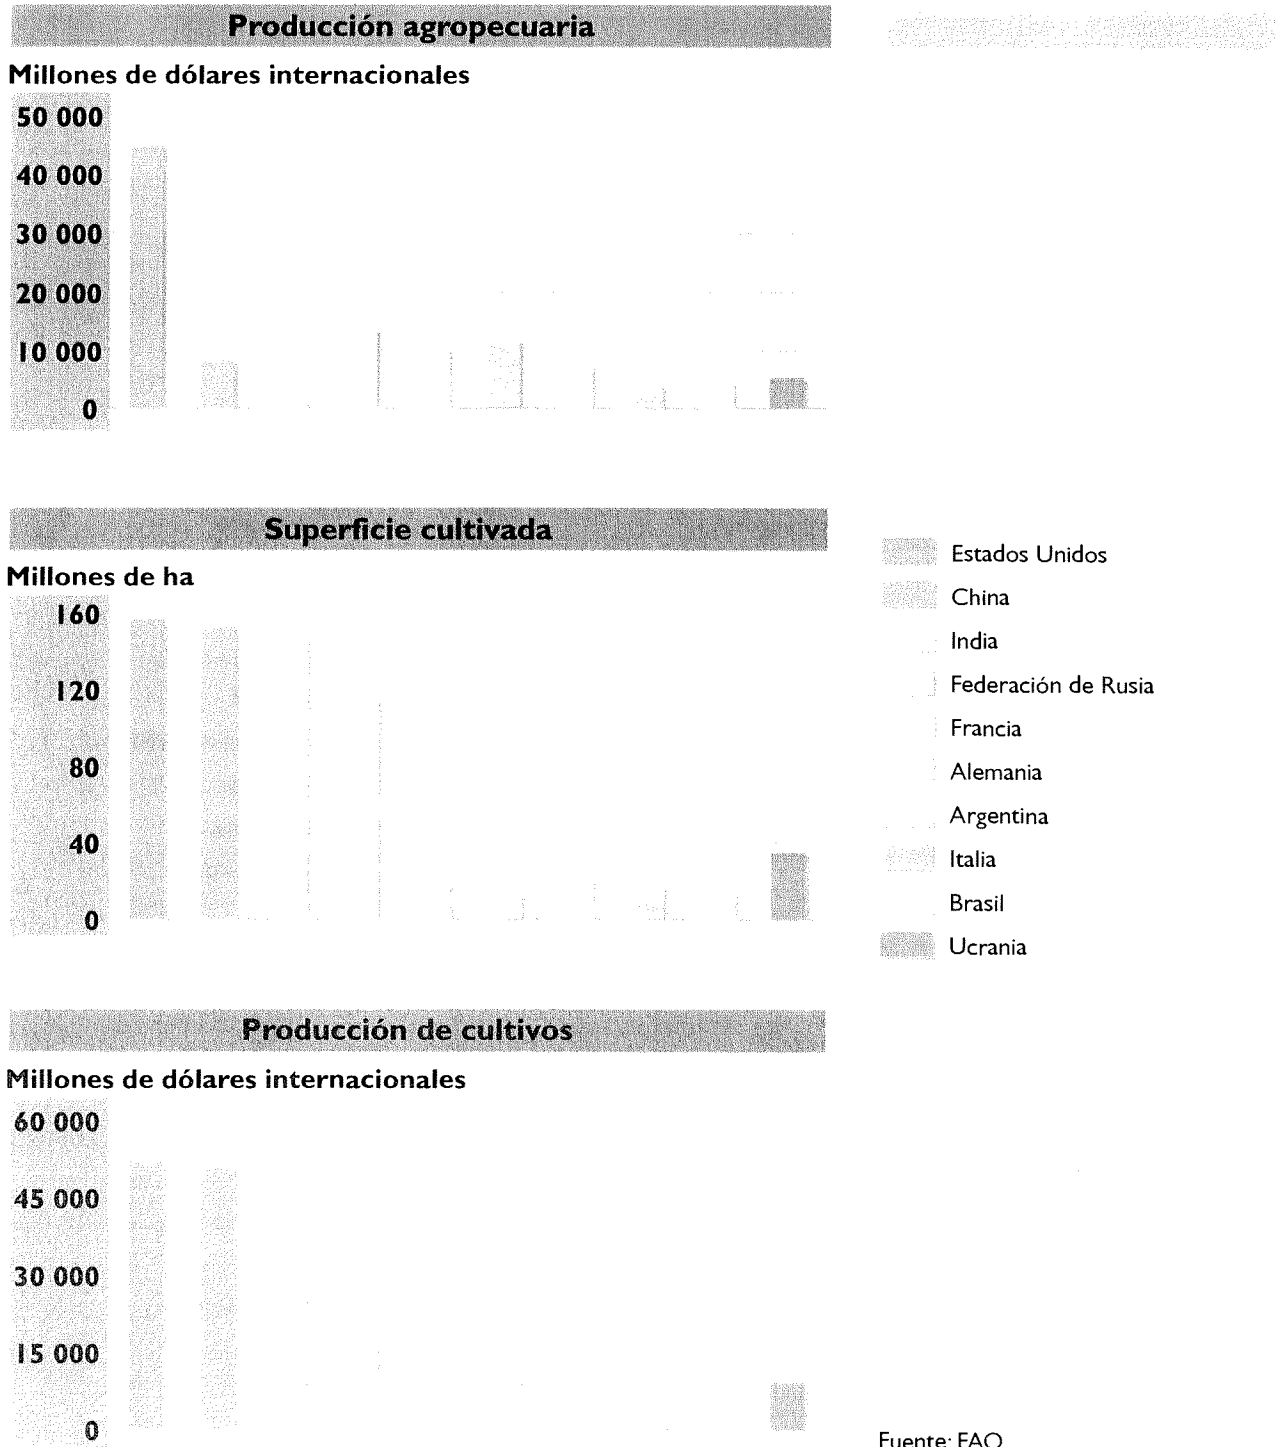 Producción agropecuaria
Millones de dólares internacionales
50 000
40 000
30 000
20 000
10 000
0
Superficie cultivada
Millones de ha
160
120
80
40
0
Estados Unidos
China
India
Federación de Rusia
Francia
Alemania
Argentina
Italia
Brasil
Ucrania
Producción de cultivos
Millones de dólares internacionales
60 000
45 000
30 000
15 000
0
Fuente: FAO